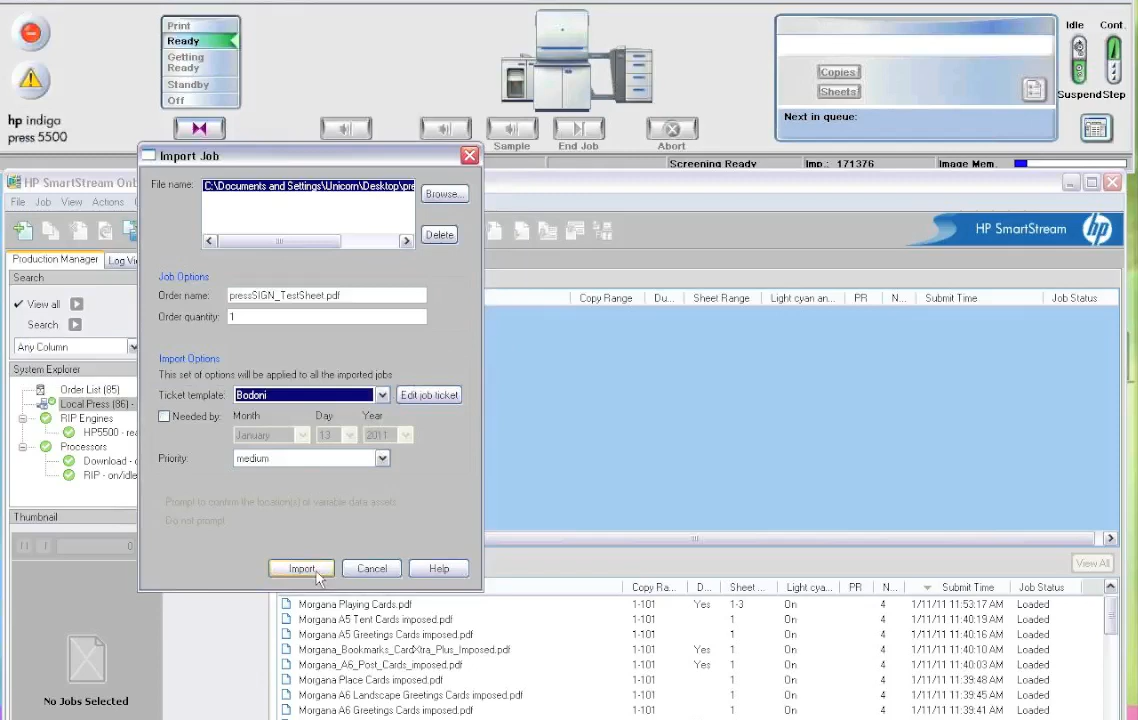 Print
Ready
Getting
Ready
Standby
Off
hp indigo
press 5500
Sample
End Job
Abort
Copies
Sheets
Next in queue:
Idle
Cont.
Suspend
Step
Screening Ready
Imp.: 171376
Image Mem.
HP SmartStream Onb
File Job View Actions
HP SmartStream
hp
Production Manager
Log Vi
Search
View all
Search:
Any Column
System Explorer
Order List (85)
Local Press (86) -
RIP Engines
HP5500 - rea
Processors
Download -
RIP - on/idle
Thumbnail
0
No Jobs Selected
Import Job
File name:
C:\Documents and Settings\Unicorn\Desktop\pre
Browse...
Delete
Job Options
Order name:
pressSIGN_TestSheet.pdf
Order quantity:
1
Import Options
This set of options will be applied to all the imported jobs
Ticket template:
Bodoni
Edit job ticket
Needed by:
Month
Day
Year
January
13
2011
Priority:
medium
Prompt to confirm the location(s) of variable data assets
Do not prompt
Import
Cancel
Help
Copy Range Du... Sheet Range Light cyan an... PR N... Submit Time Job Status
View All
Copy Ra... D... Sheet ... Light cya... PR N... Submit Time Job Status
Morgana Playing Cards.pdf 1-101 Yes 1-3 On 4 1/11/11 11:53:17 AM Loaded
Morgana A5 Tent Cards imposed.pdf 1-101 1 On 4 1/11/11 11:40:19 AM Loaded
Morgana A5 Greetings Cards imposed.pdf 1-101 1 On 4 1/11/11 11:40:16 AM Loaded
Morgana_Bookmarks_CardXtra_Plus_Imposed.pdf 1-101 Yes 1 On 4 1/11/11 11:40:10 AM Loaded
Morgana_A6_Post_Cards_imposed.pdf 1-101 Yes 1 On 4 1/11/11 11:40:03 AM Loaded
Morgana Place Cards imposed.pdf 1-101 1 On 4 1/11/11 11:39:48 AM Loaded
Morgana A6 Landscape Greetings Cards imposed.pdf 1-101 1 On 4 1/11/11 11:39:45 AM Loaded
Morgana A6 Greetings Cards imposed.pdf 1-101 1 On 4 1/11/11 11:39:41 AM Loaded